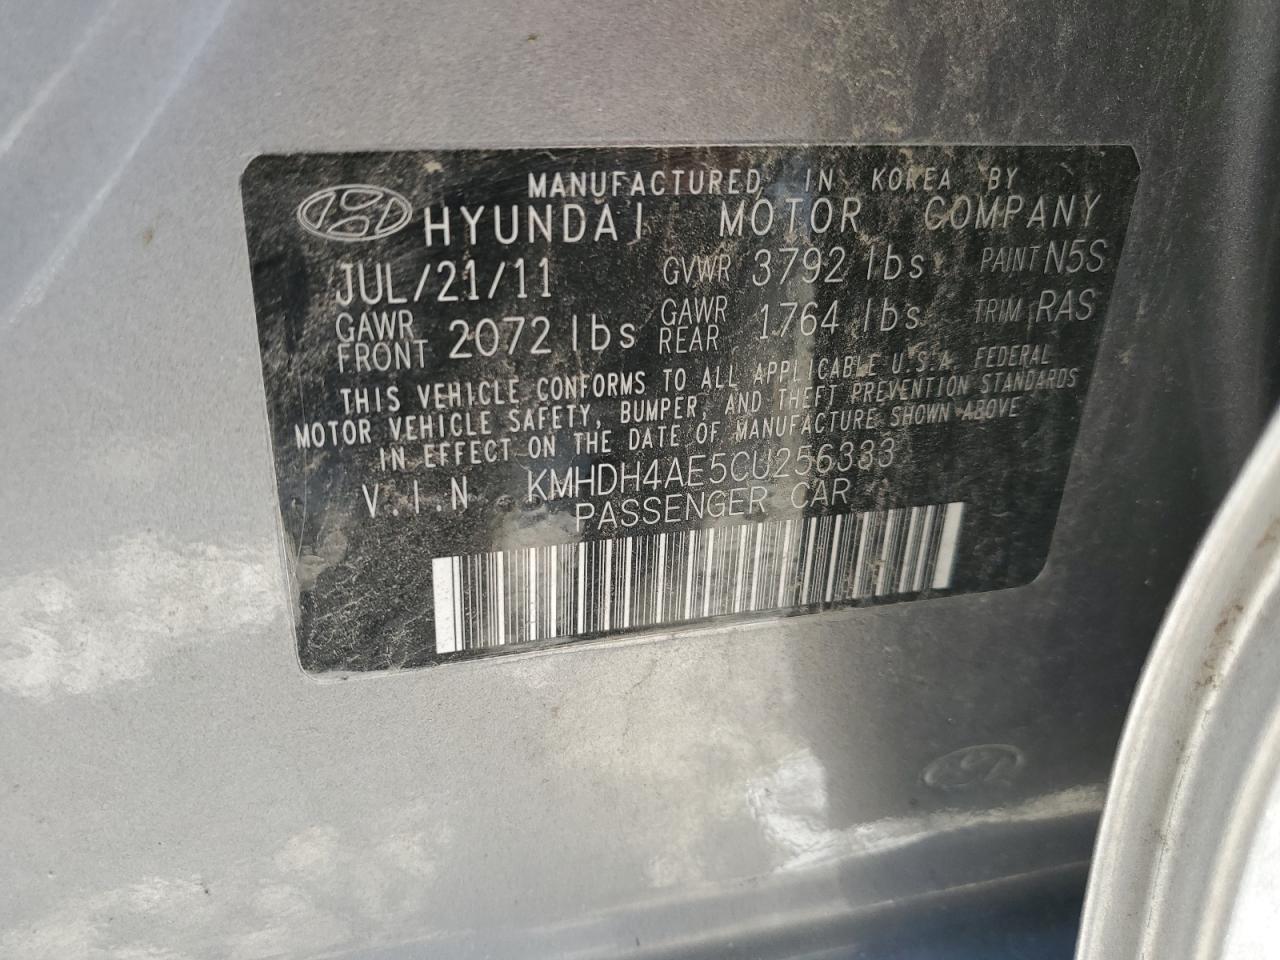 MANUFACTURED IN KOREA BY
HYUNDAI MOTOR COMPANY
JUL/21/11 GVWR 3792 lbs PAINT N5S
GAWR FRONT 2072 lbs GAWR REAR 1764 lbs TRIM RAS
THIS VEHICLE CONFORMS TO ALL APPLICABLE U.S.A. FEDERAL
MOTOR VEHICLE SAFETY, BUMPER, AND THEFT PREVENTION STANDARDS
IN EFFECT ON THE DATE OF MANUFACTURE SHOWN ABOVE
V.I.N KMHDH4AE5CU256383
PASSENGER CAR